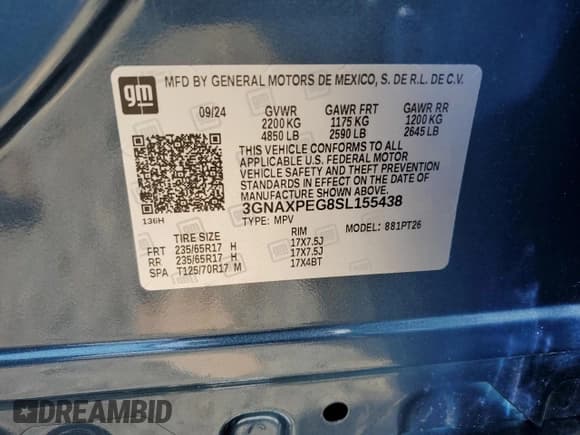 gm
MFD BY GENERAL MOTORS DE MEXICO, S. DE R.L. DE C.V.
09/24 GVWR GAWR FRT GAWR RR
2200 KG 1175 KG 1200 KG
4850 LB 2590 LB 2645 LB
THIS VEHICLE CONFORMS TO ALL
APPLICABLE U.S. FEDERAL MOTOR
VEHICLE SAFETY AND THEFT PREVENTION
STANDARDS IN EFFECT ON THE DATE OF
MANUFACTURE SHOWN ABOVE.
136H 3GNAXPEG8SL155438
TYPE: MPV MODEL: 881PT26
TIRE SIZE RIM
FRT 235/65R17 H 17X7.5J
RR 235/65R17 H 17X7.5J
SPA T125/70R17 M 17X4BT
DREAMBID